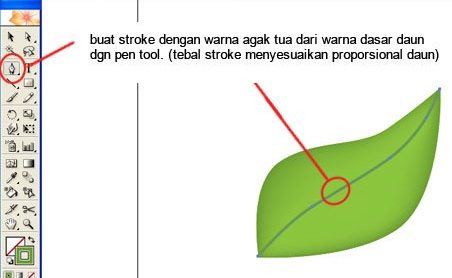 buat stroke dengan warna agak tua dari warna dasar daun
dgn pen tool. (tebal stroke menyesuaikan proporsional daun)